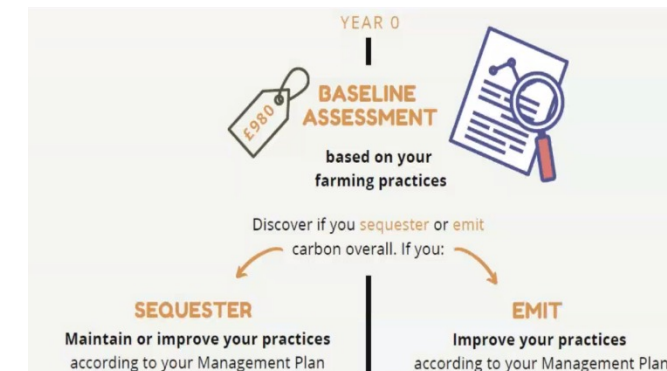 YEAR 0
£980
BASELINE
ASSESSMENT
based on your
farming practices
Discover if you sequester or emit
carbon overall. If you:
SEQUESTER
Maintain or improve your practices
according to your Management Plan
EMIT
Improve your practices
according to your Management Plan